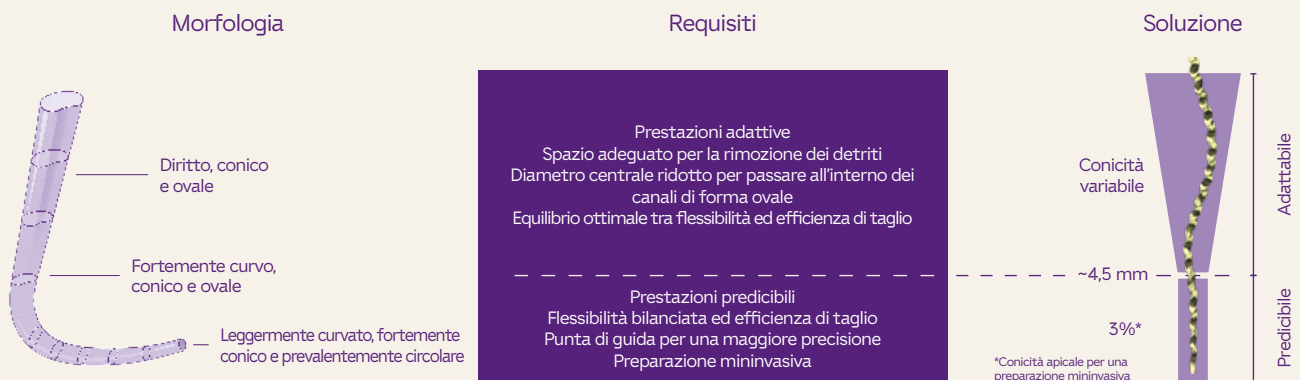 Morfologia
Requisiti
Soluzione
Diritto, conico
e ovale
Fortemente curvo,
conico e ovale
Leggermente curvato, fortemente
conico e prevalentemente circolare
Prestazioni adattive
Spazio adeguato per la rimozione dei detriti
Diametro centrale ridotto per passare all'interno dei
canali di forma ovale
Equilibrio ottimale tra flessibilità ed efficienza di taglio
Prestazioni predicibili
Flessibilità bilanciata ed efficienza di taglio
Punta di guida per una maggiore precisione
Preparazione mininvasiva
Conicità
variabile
~4,5 mm
3%*
*Conicità apicale per una
preparazione mininvasiva
Adattabile
Predicibile